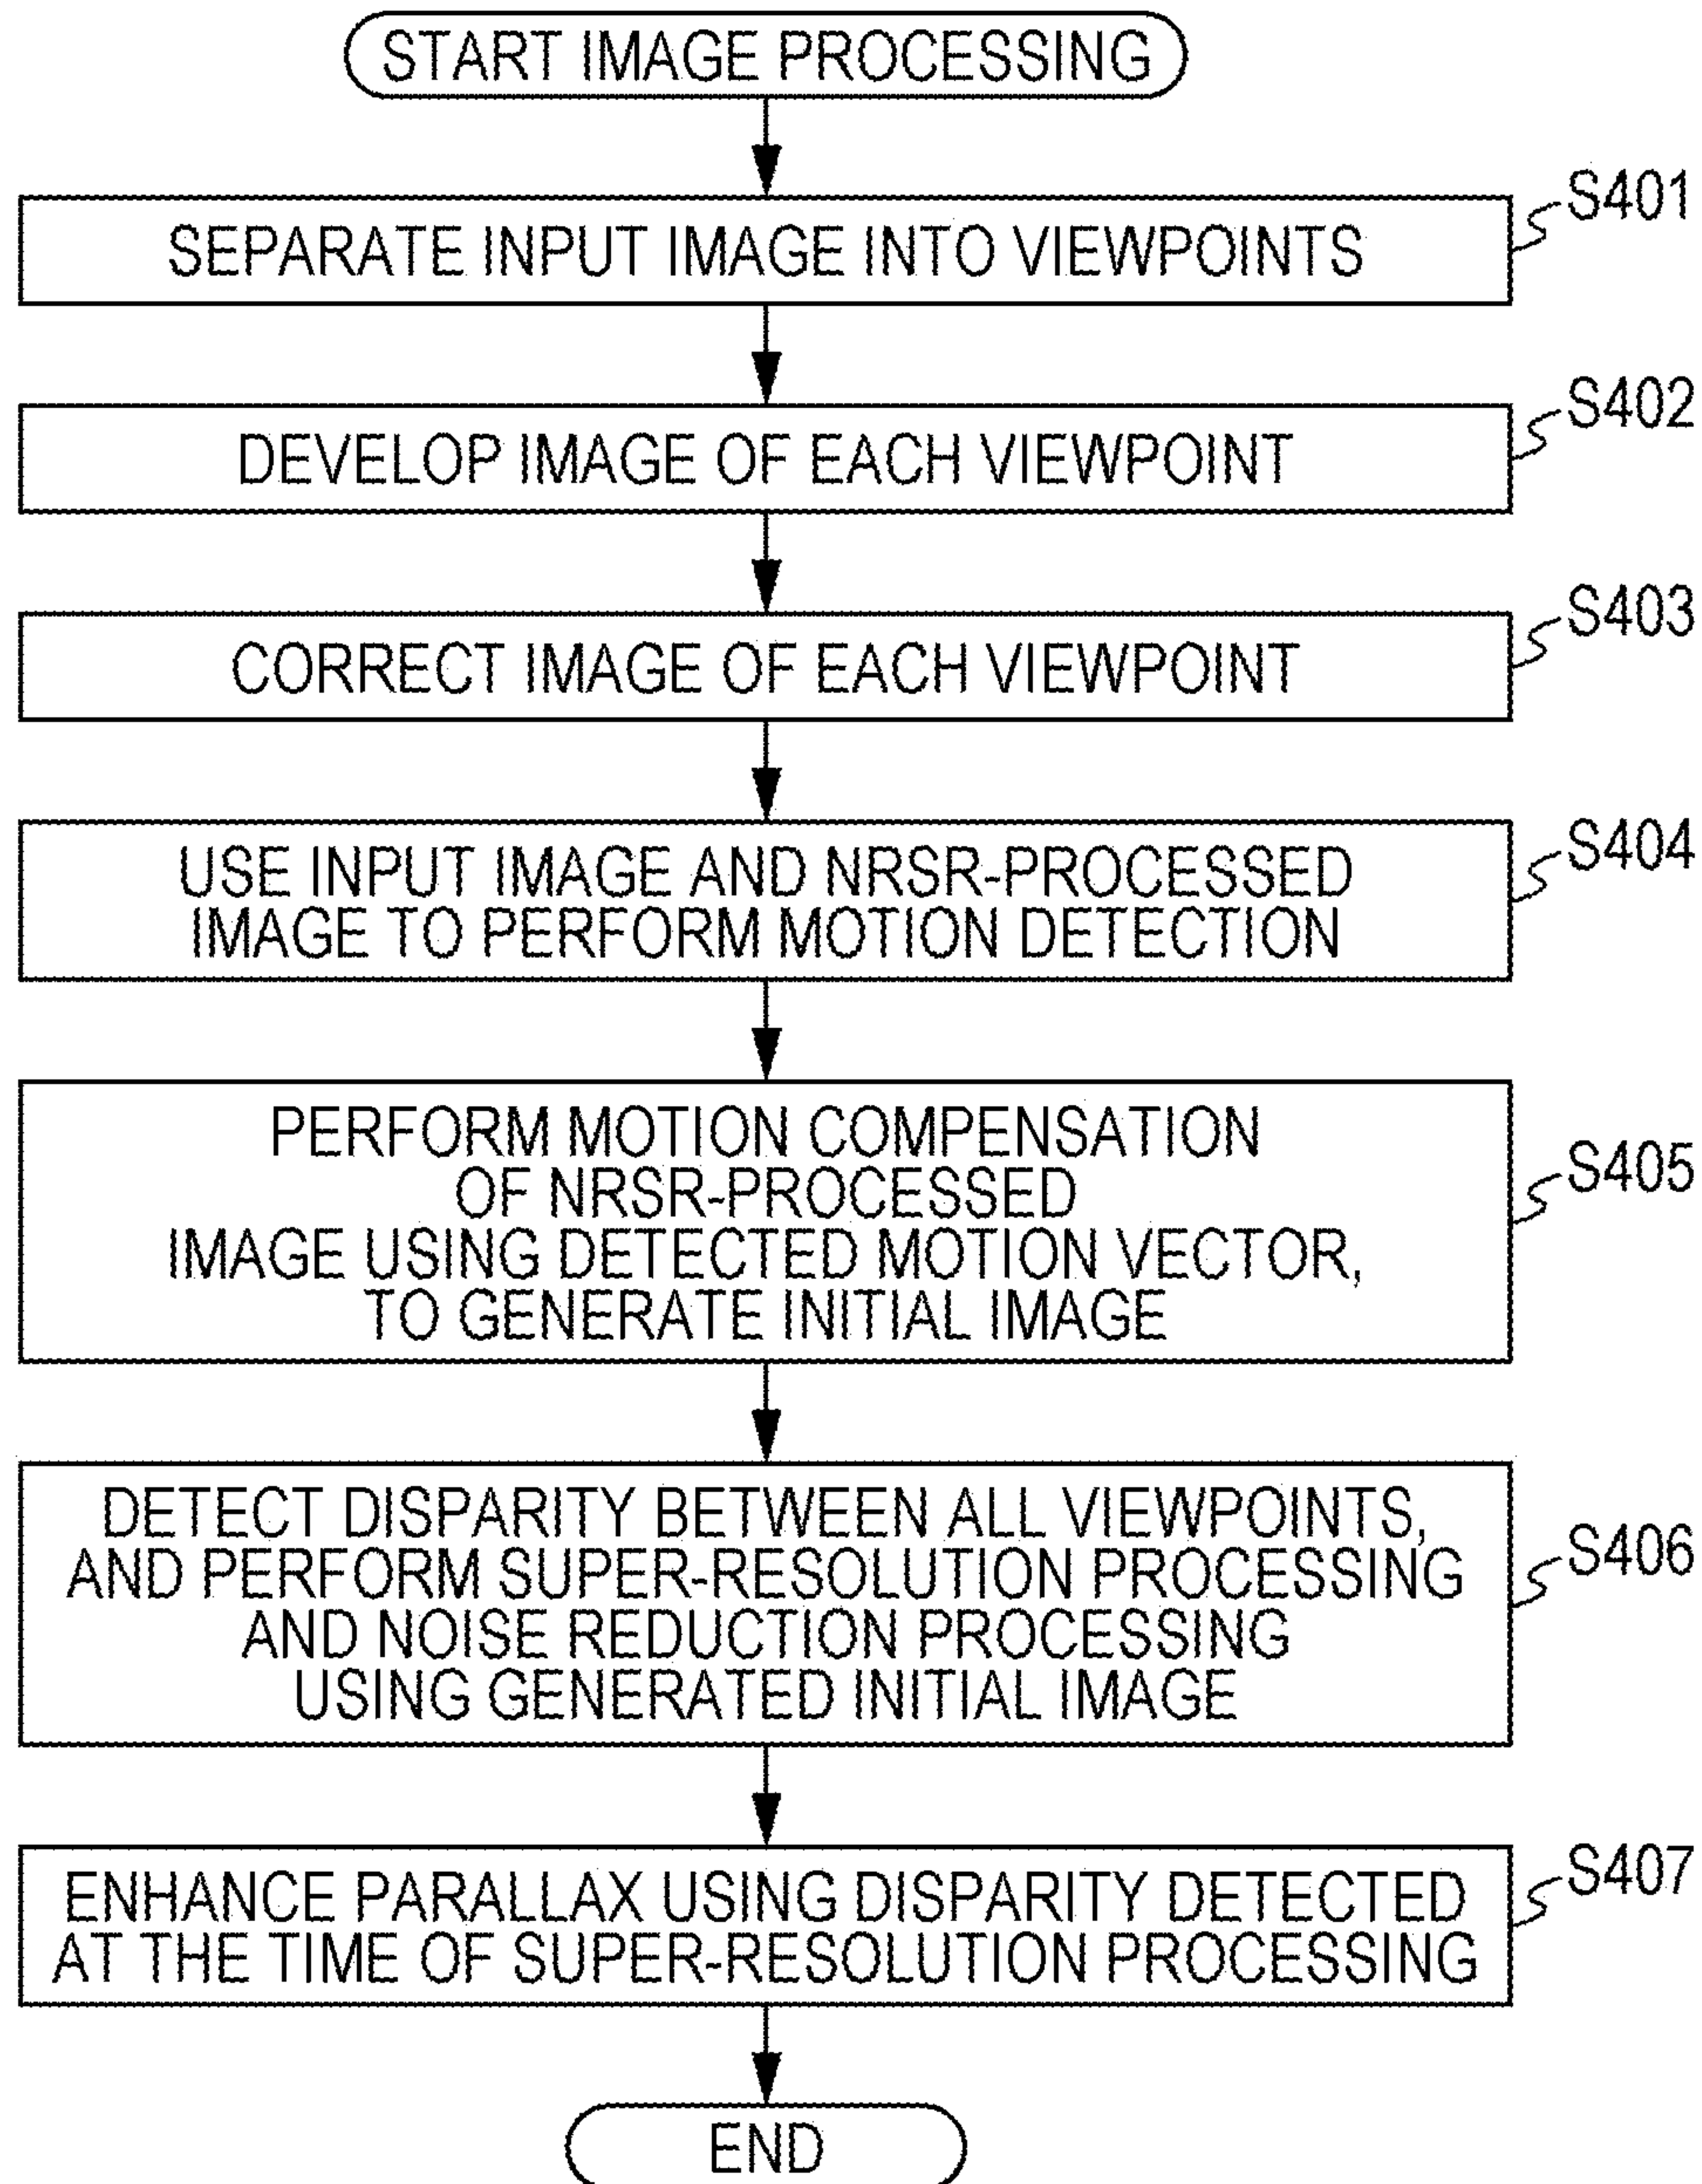 START IMAGE PROCESSING
S401
SEPARATE INPUT IMAGE INTO VIEWPOINTS
S402
DEVELOP IMAGE OF EACH VIEWPOINT
S403
CORRECT IMAGE OF EACH VIEWPOINT
S404
USE INPUT IMAGE AND NRSR-PROCESSED
IMAGE TO PERFORM MOTION DETECTION
S405
PERFORM MOTION COMPENSATION
OF NRSR-PROCESSED
IMAGE USING DETECTED MOTION VECTOR,
TO GENERATE INITIAL IMAGE
S406
DETECT DISPARITY BETWEEN ALL VIEWPOINTS,
AND PERFORM SUPER-RESOLUTION PROCESSING
AND NOISE REDUCTION PROCESSING
USING GENERATED INITIAL IMAGE
S407
ENHANCE PARALLAX USING DISPARITY DETECTED
AT THE TIME OF SUPER-RESOLUTION PROCESSING
END